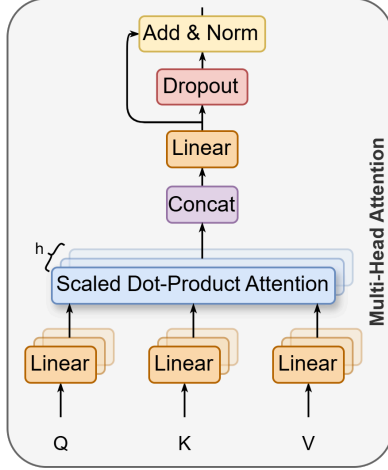 Add & Norm
Dropout
Linear
Concat
h
Scaled Dot-Product Attention
Linear
Linear
Linear
Q
K
V
Multi-Head Attention